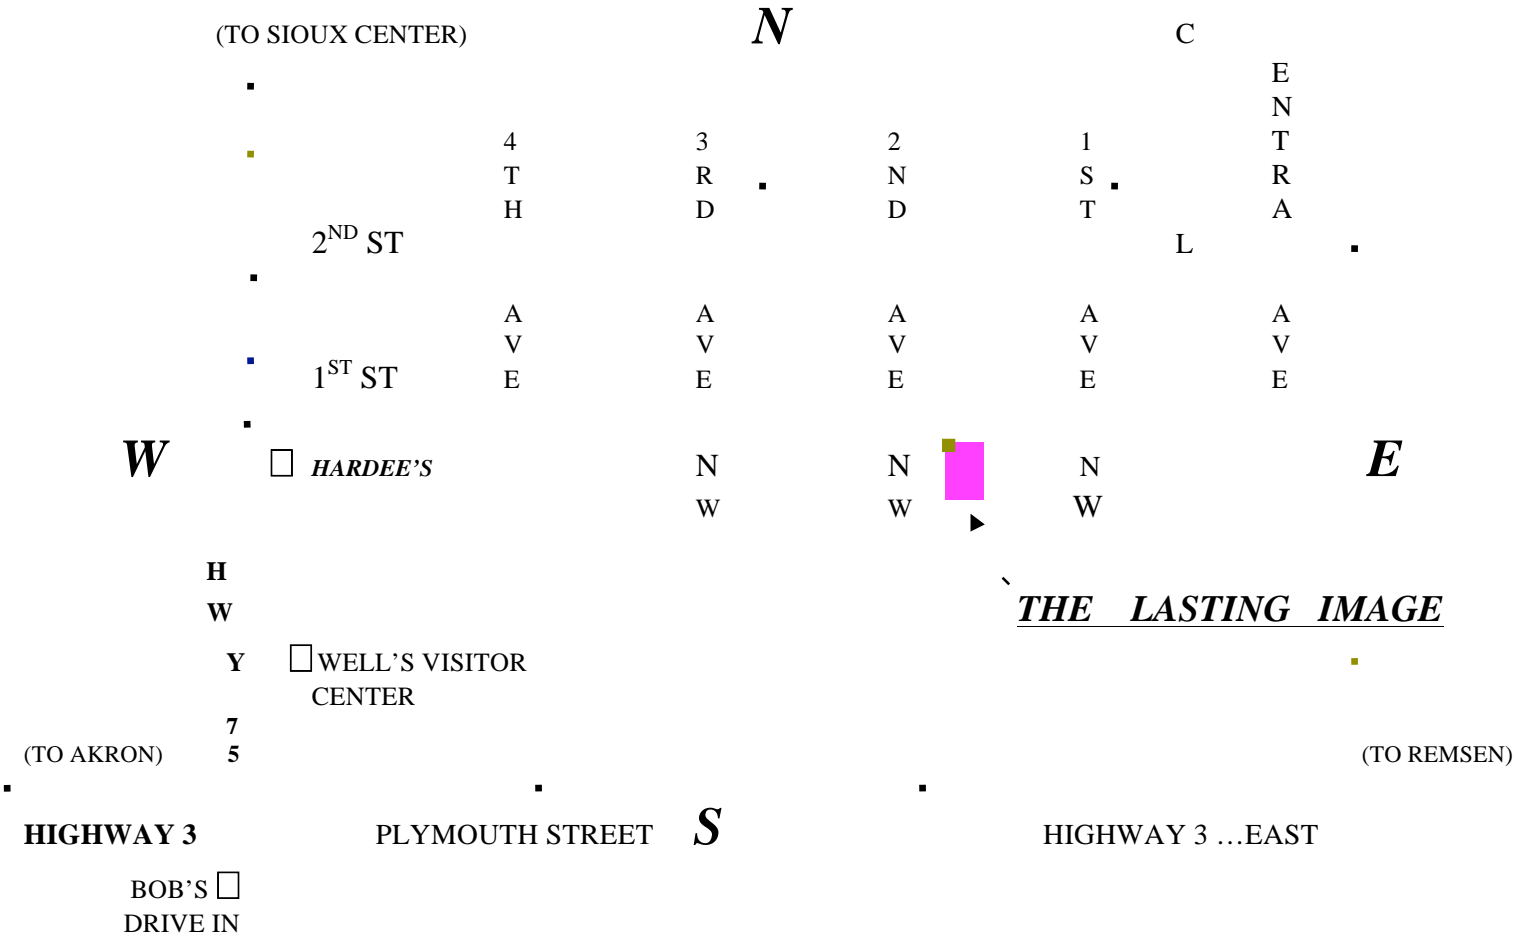 (TO SIOUX CENTER) N C
E
N
4 3 2 1 T
T R N S R
H D D T A
2ND ST L
A A A A A
V V V V V
1ST ST E E E E E
W HARDEE'S N N N E
W W W
H
W
THE LASTING IMAGE
Y WELL'S VISITOR
CENTER
7
(TO AKRON) 5 (TO REMSEN)
HIGHWAY 3 PLYMOUTH STREET S HIGHWAY 3 …EAST
BOB'S
DRIVE IN